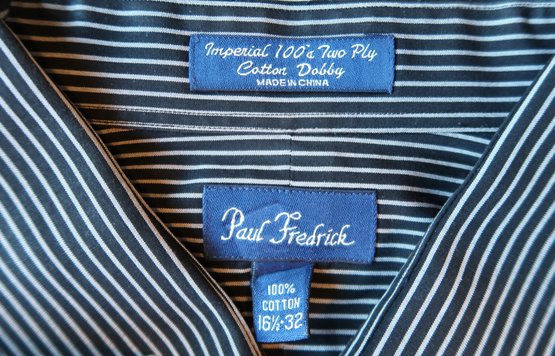 Imperial 100's Two Ply
Cotton Dobby
MADE IN CHINA
Paul Fredrick
100%
COTTON
16½·32